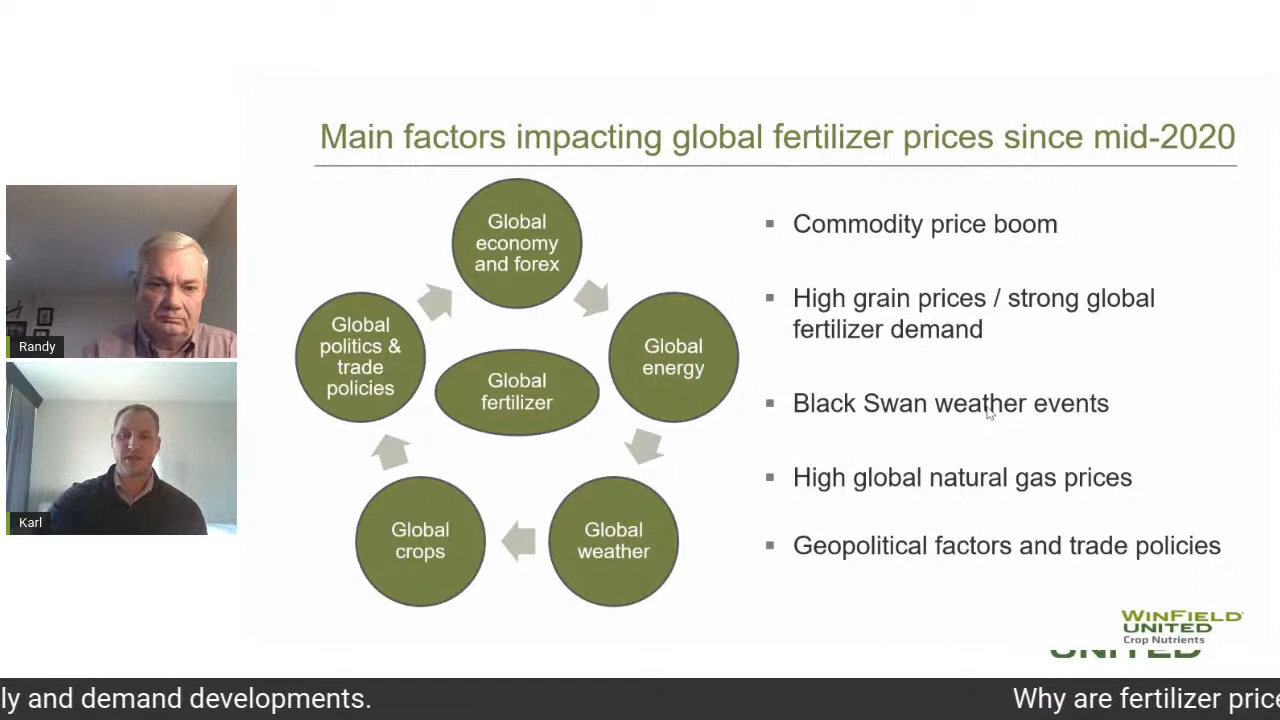 Main factors impacting global fertilizer prices since mid-2020
Global
economy
and forex
Global
politics &
trade
policies
Global
energy
Global
fertilizer
Global
crops
Global
weather
Commodity price boom
High grain prices / strong global
fertilizer demand
Black Swan weather events
High global natural gas prices
Geopolitical factors and trade policies
Randy
Karl
WINFIELD
UNITED
Crop Nutrients
UNITED
ly and demand developments.
Why are fertilizer price